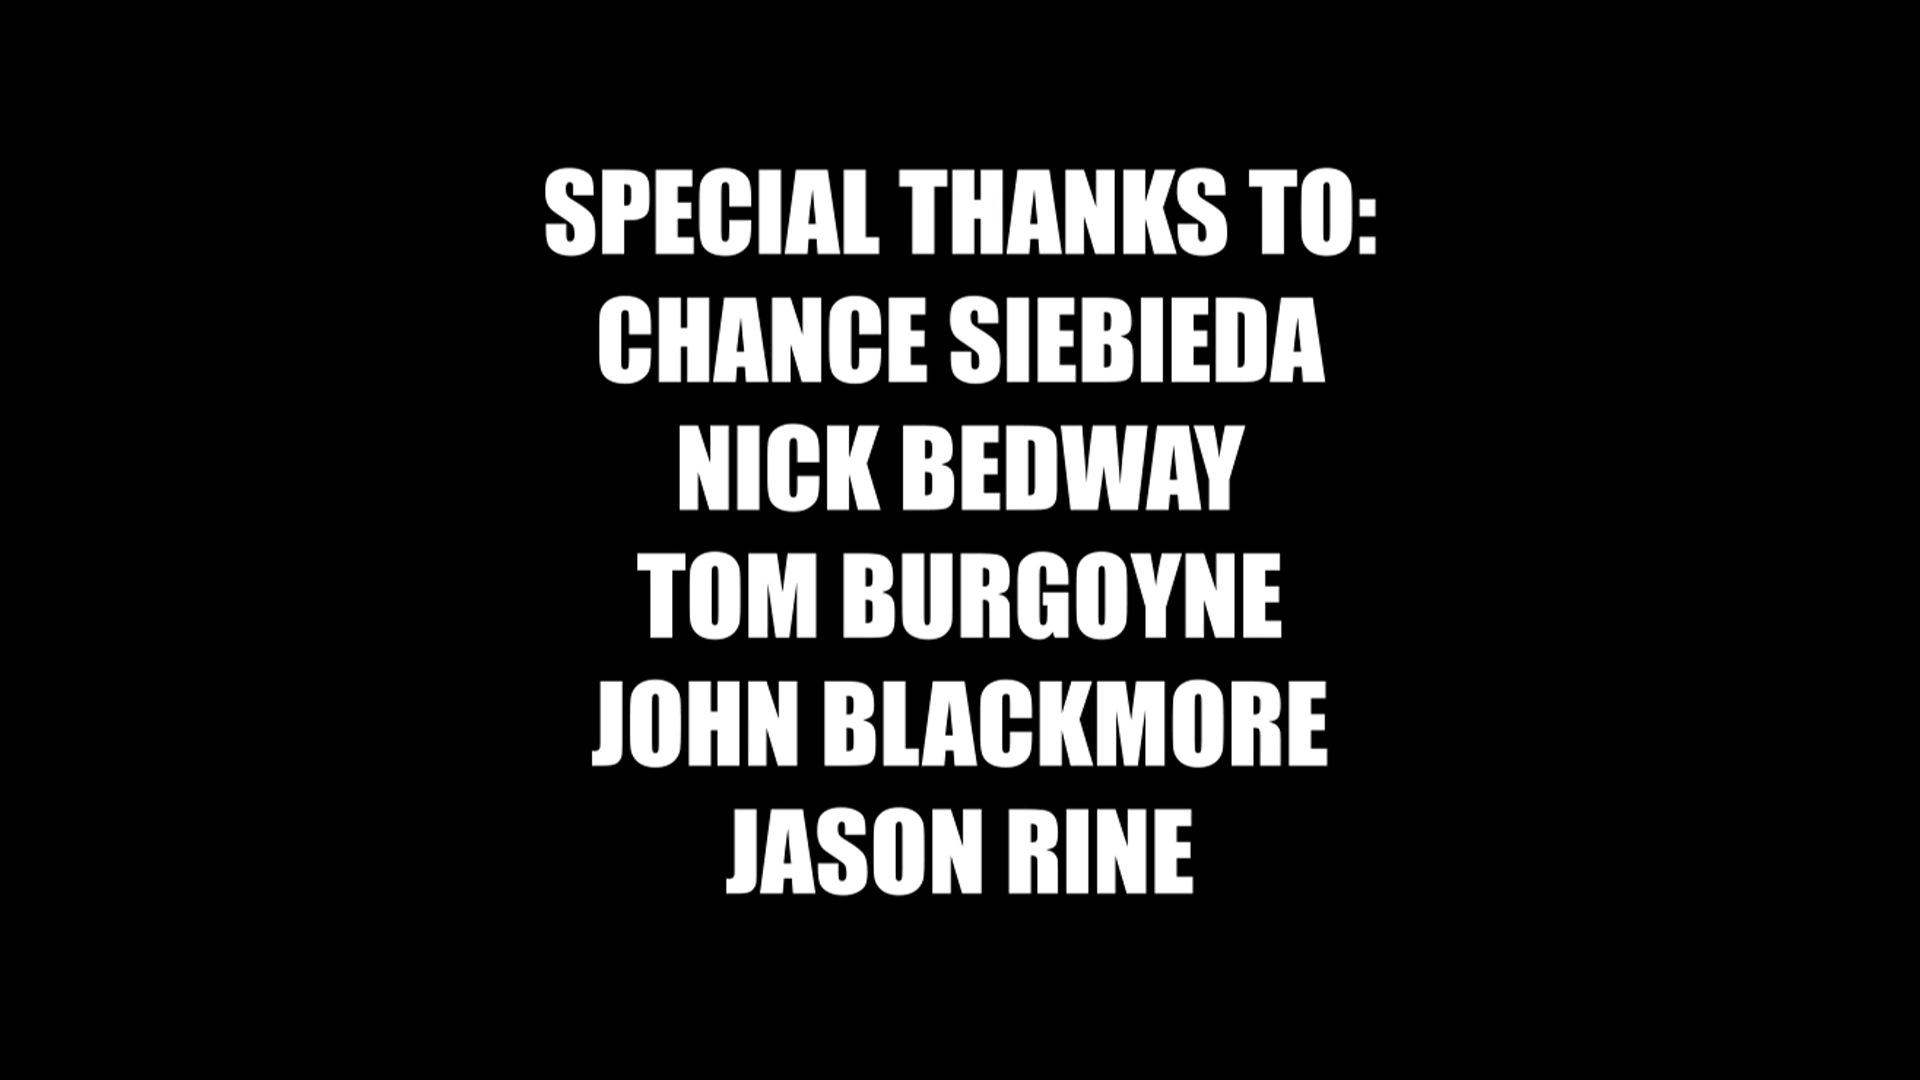 SPECIAL THANKS TO:
CHANCE SIEBIEDA
NICK BEDWAY
TOM BURGOYNE
JOHN BLACKMORE
JASON RINE